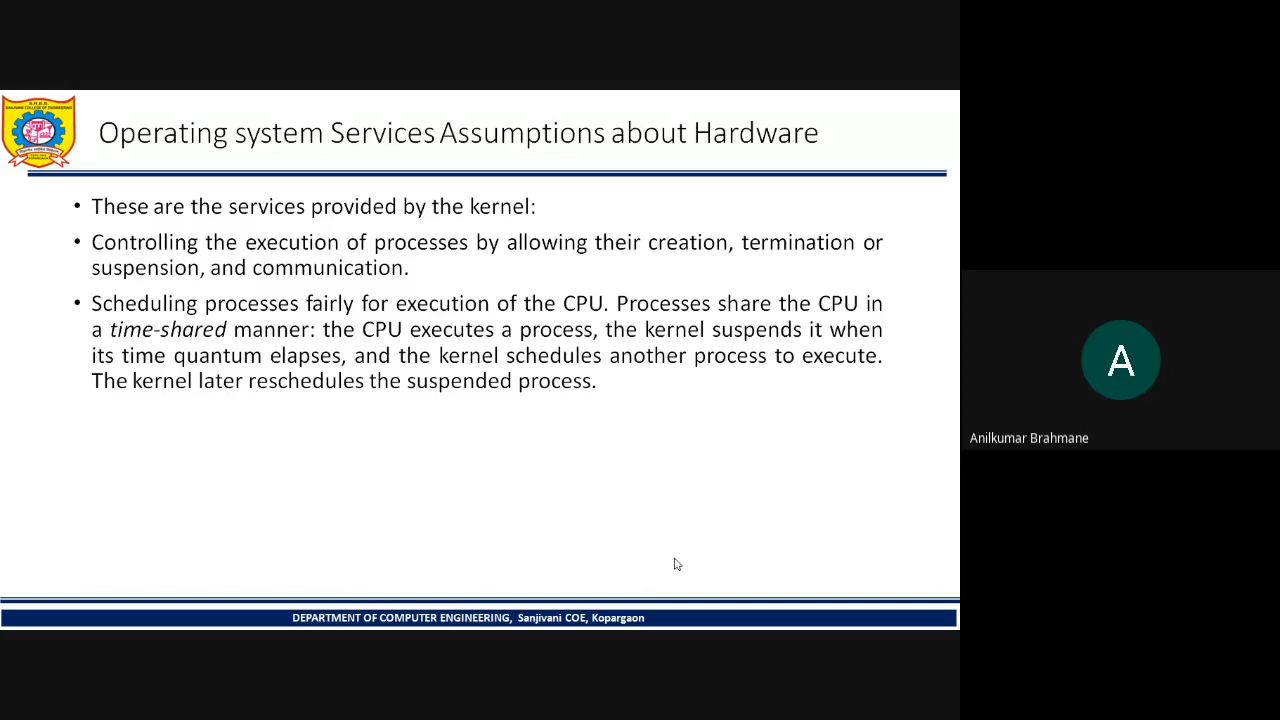 Operating system Services Assumptions about Hardware
• These are the services provided by the kernel:
• Controlling the execution of processes by allowing their creation, termination or
suspension, and communication.
• Scheduling processes fairly for execution of the CPU. Processes share the CPU in
a time-shared manner: the CPU executes a process, the kernel suspends it when
its time quantum elapses, and the kernel schedules another process to execute.
The kernel later reschedules the suspended process.
DEPARTMENT OF COMPUTER ENGINEERING, Sanjivani COE, Kopargaon
A
Anilkumar Brahmane